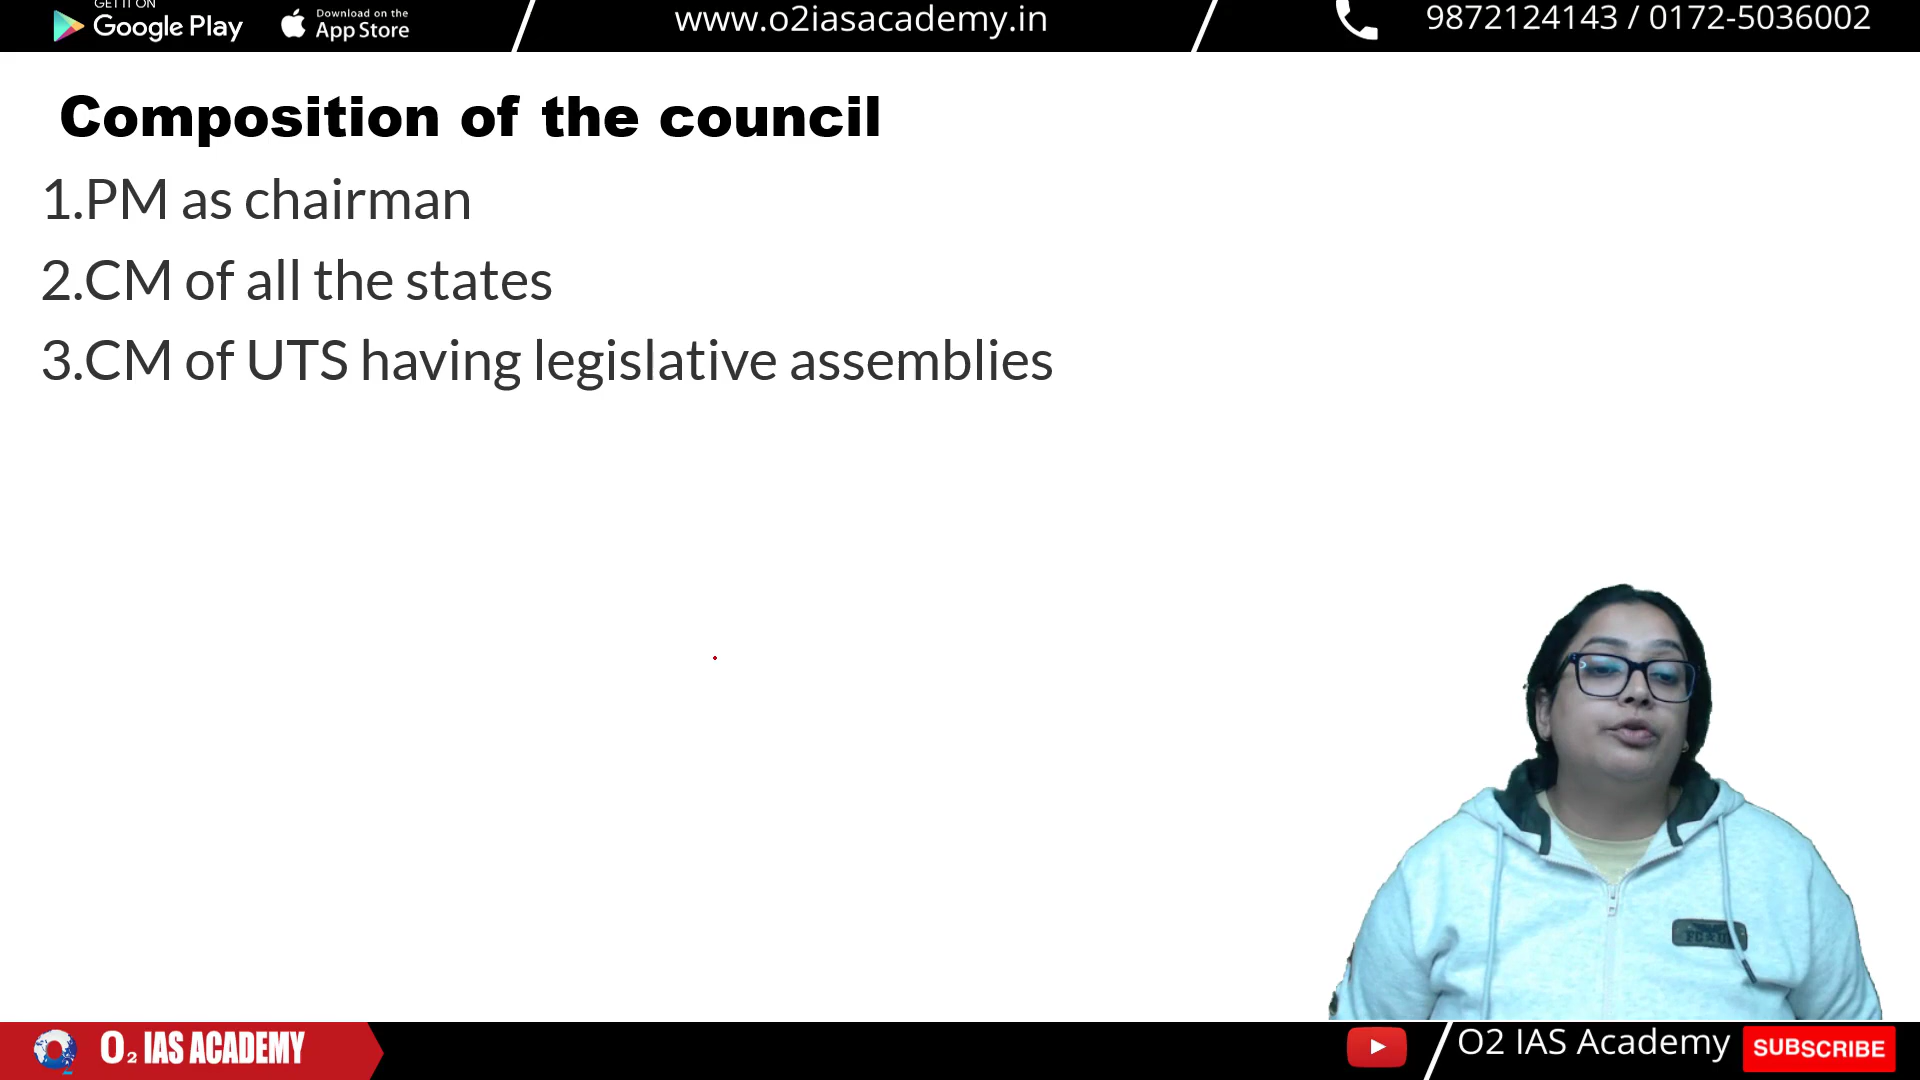 GET IT ON
Google Play
Download on the
App Store
www.o2iasacademy.in
9872124143 / 0172-5036002
Composition of the council
1.PM as chairman
2.CM of all the states
3.CM of UTS having legislative assemblies
O2 IAS ACADEMY
O2 IAS Academy
SUBSCRIBE